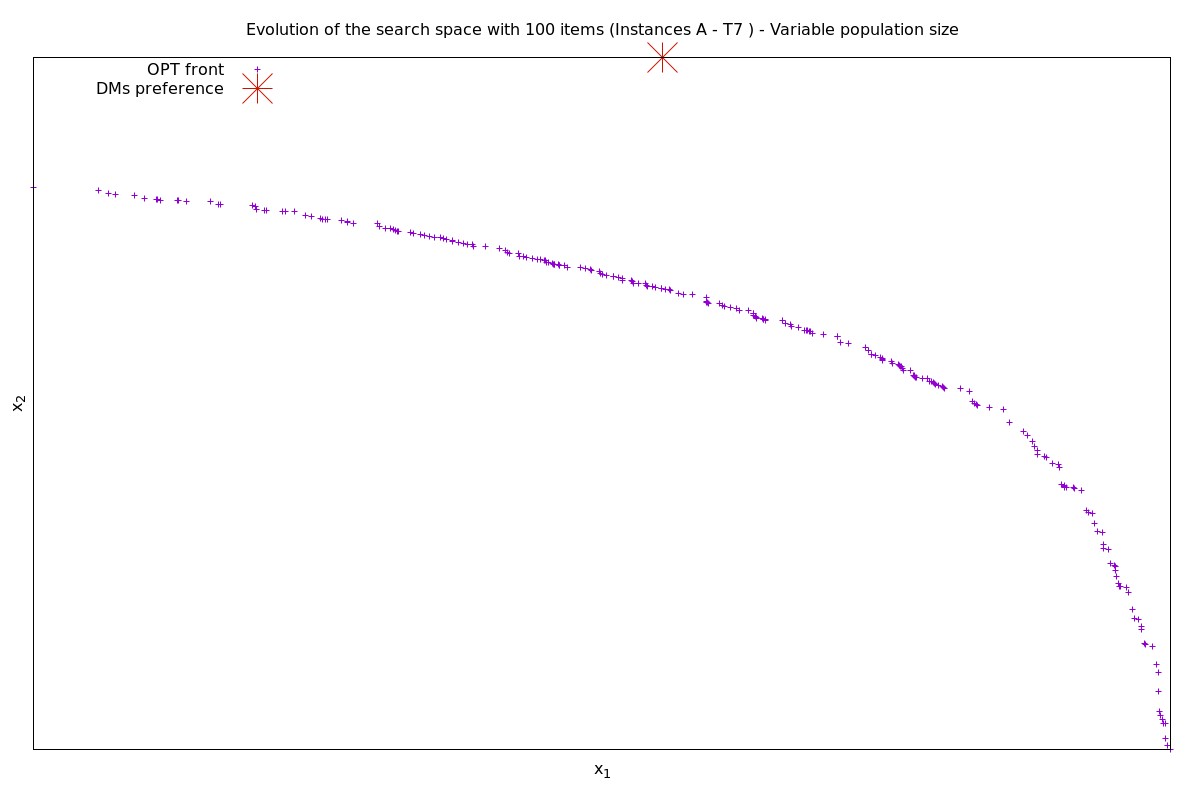 Evolution of the search space with 100 items (Instances A - T7 ) - Variable population size
OPT front
DMs preference
x2
x1